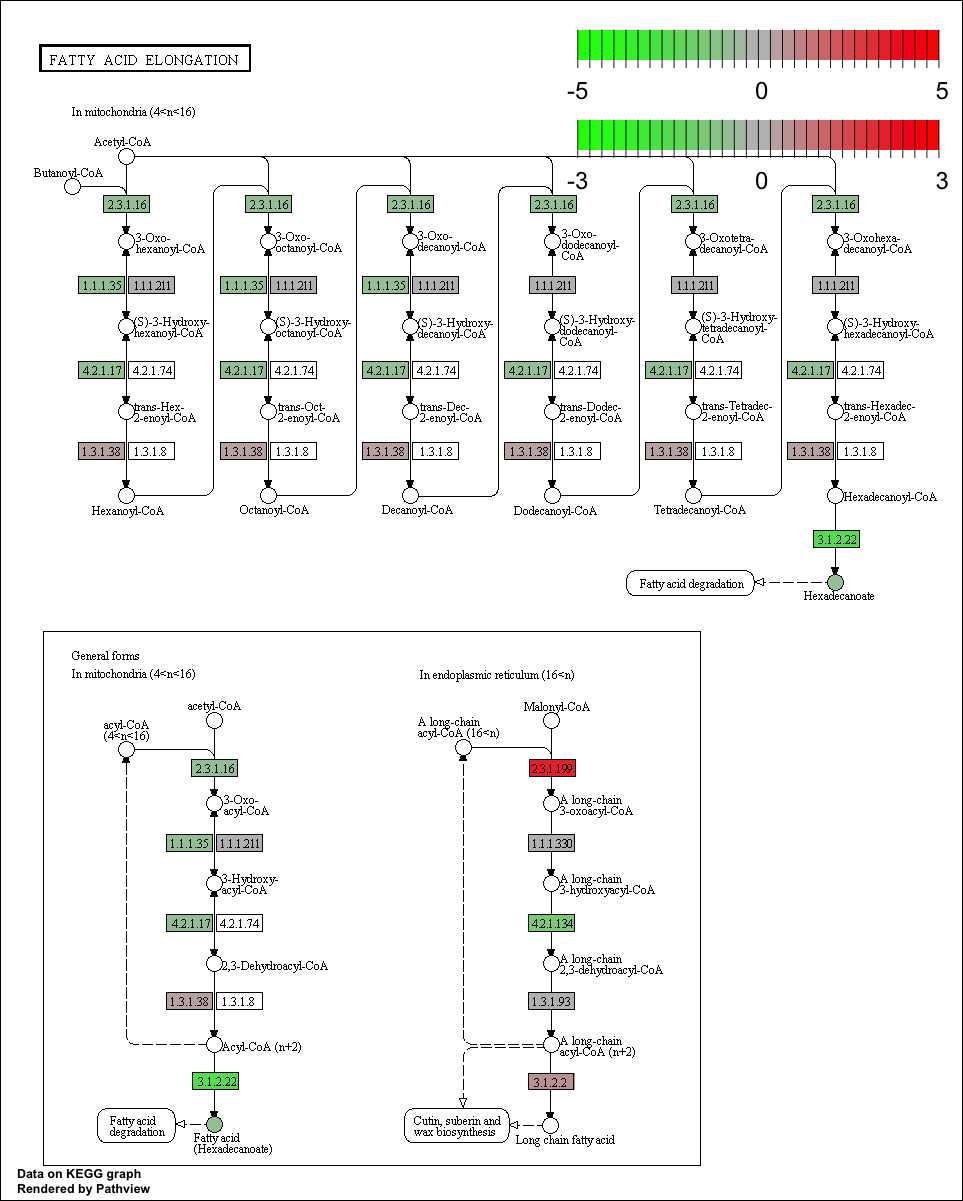 FATTY ACID ELONGATION
-5 0 5
-3 0 3
In mitochondria (4<n<16)
Acetyl-CoA
Butanoyl-CoA
2.3.1.16 2.3.1.16 2.3.1.16 2.3.1.16 2.3.1.16 2.3.1.16
3-Oxo-
hexanoyl-CoA
3-Oxo-
octanoyl-CoA
3-Oxo-
decanoyl-CoA
3-Oxo-
dodecanoyl-
CoA
3-Oxotetra-
decanoyl-CoA
3-Oxohexa-
decanoyl-CoA
1.1.1.35 1.1.1.211 1.1.1.35 1.1.1.211 1.1.1.35 1.1.1.211 1.1.1.211 1.1.1.211 1.1.1.211
(S)-3-Hydroxy-
hexanoyl-CoA
(S)-3-Hydroxy-
octanoyl-CoA
(S)-3-Hydroxy-
decanoyl-CoA
(S)-3-Hydroxy-
dodecanoyl-
CoA
(S)-3-Hydroxy-
tetradecanoyl-
CoA
(S)-3-Hydroxy-
hexadecanoyl-CoA
4.2.1.17 4.2.1.74 4.2.1.17 4.2.1.74 4.2.1.17 4.2.1.74 4.2.1.17 4.2.1.74 4.2.1.17 4.2.1.74 4.2.1.17 4.2.1.74
trans-Hex-
2-enoyl-CoA
trans-Oct-
2-enoyl-CoA
trans-Dec-
2-enoyl-CoA
trans-Dodec-
2-enoyl-CoA
trans-Tetradec-
2-enoyl-CoA
trans-Hexadec-
2-enoyl-CoA
1.3.1.38 1.3.1.8 1.3.1.38 1.3.1.8 1.3.1.38 1.3.1.8 1.3.1.38 1.3.1.8 1.3.1.38 1.3.1.8 1.3.1.38 1.3.1.8
Hexanoyl-CoA Octanoyl-CoA Decanoyl-CoA Dodecanoyl-CoA Tetradecanoyl-CoA Hexadecanoyl-CoA
3.1.2.22
Fatty acid degradation
Hexadecanoate
General forms
In mitochondria (4<n<16)
acetyl-CoA
acyl-CoA
(4<n<16)
2.3.1.16
3-Oxo-
acyl-CoA
1.1.1.35 1.1.1.211
3-Hydroxy-
acyl-CoA
4.2.1.17 4.2.1.74
2,3-Dehydroacyl-CoA
1.3.1.38 1.3.1.8
Acyl-CoA (n+2)
3.1.2.22
Fatty acid
degradation
Fatty acid
(Hexadecanoate)
In endoplasmic reticulum (16<n)
Malonyl-CoA
A long-chain
acyl-CoA (16<n)
2.3.1.199
A long-chain
3-oxoacyl-CoA
1.1.1.330
A long-chain
3-hydroxyacyl-CoA
4.2.1.134
A long-chain
2,3-dehydroacyl-CoA
1.3.1.93
A long-chain
acyl-CoA (n+2)
3.1.2.2
Cutin, suberin and
wax biosynthesis
Long chain fatty acid
Data on KEGG graph
Rendered by Pathview